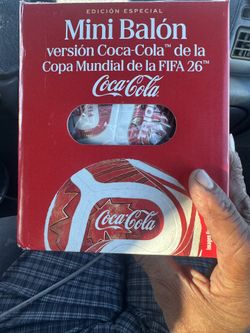 EDICIÓN ESPECIAL
Mini Balón
versión Coca-Cola™ de la
Copa Mundial de la FIFA 26™
Coca-Cola
Coca-Cola